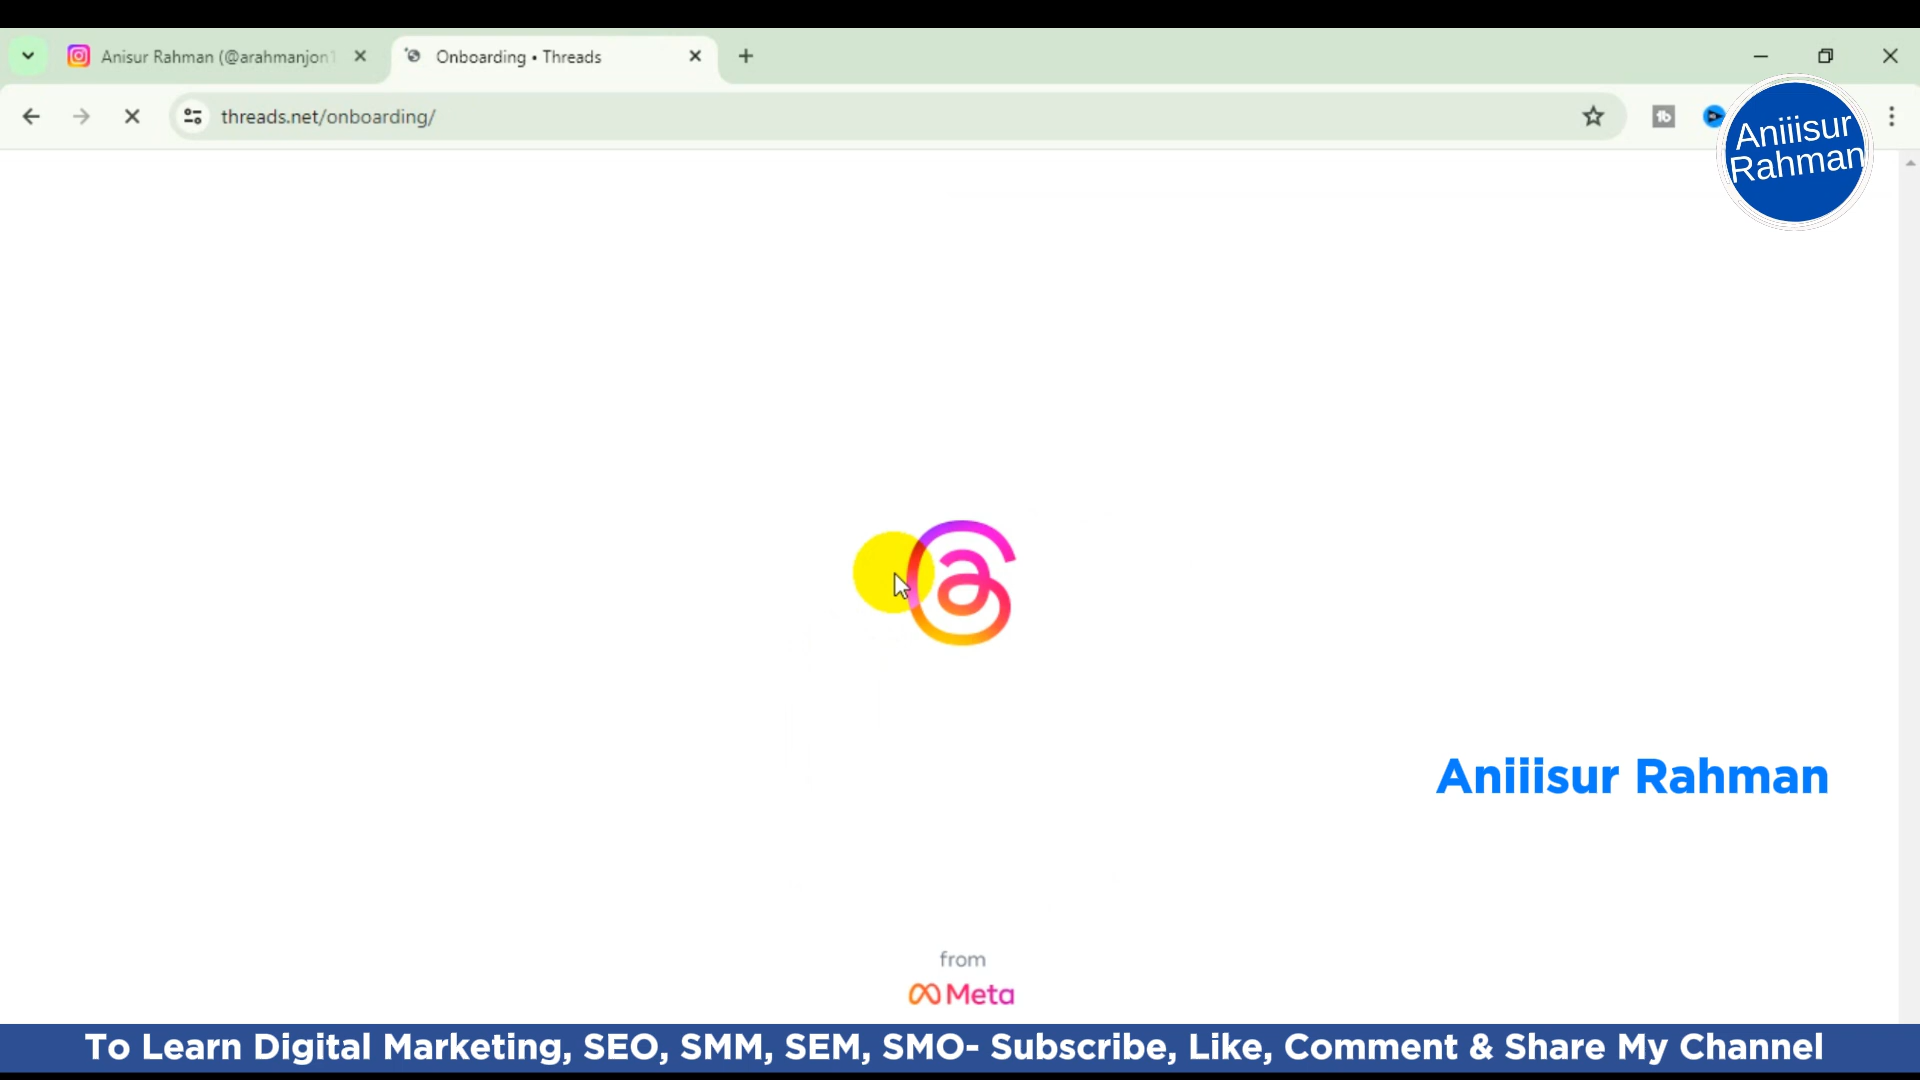 Anisur Rahman (@arahmanjon1
Onboarding • Threads
threads.net/onboarding/
Aniiisur
Rahman
Aniiisur Rahman
from
Meta
To Learn Digital Marketing, SEO, SMM, SEM, SMO- Subscribe, Like, Comment & Share My Channel